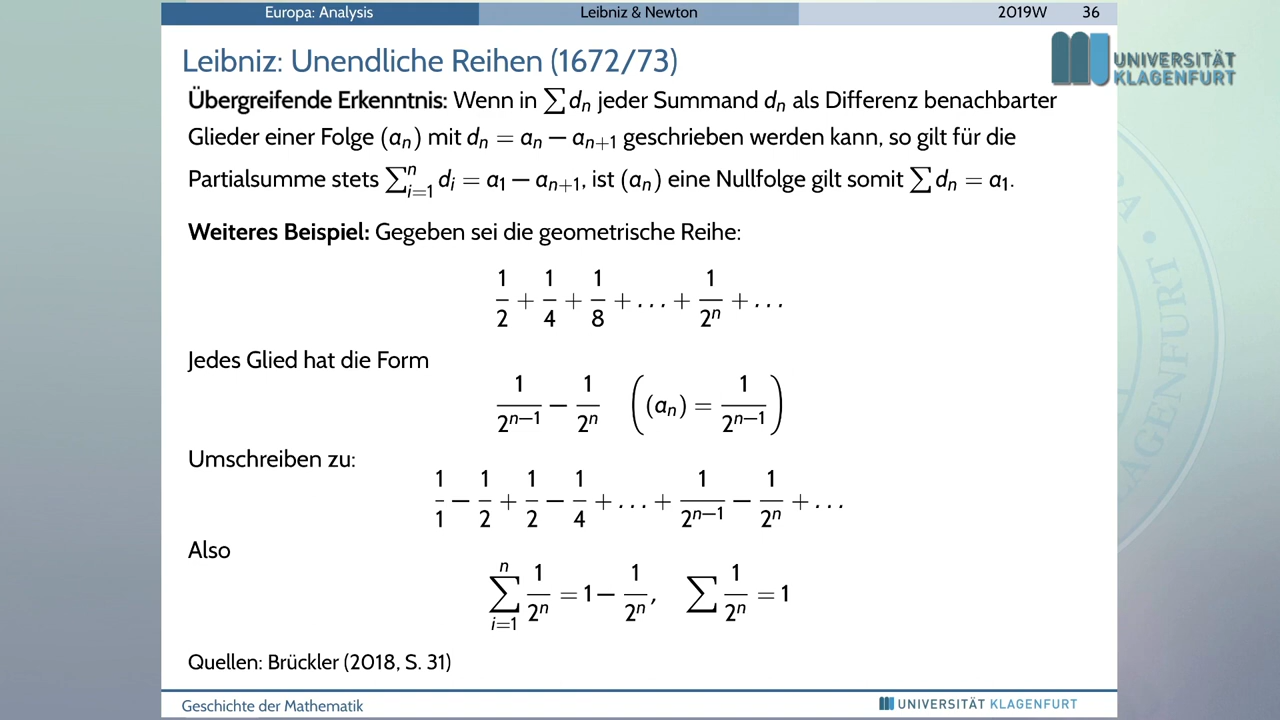 Europa: Analysis Leibniz & Newton 2019W 36
Leibniz: Unendliche Reihen (1672/73)
UNIVERSITÄT
KLAGENFURT
Übergreifende Erkenntnis: Wenn in ∑ dₙ jeder Summand dₙ als Differenz benachbarter
Glieder einer Folge (aₙ) mit dₙ = aₙ − aₙ₊₁ geschrieben werden kann, so gilt für die
Partialsumme stets ∑ⁿᵢ₌₁ dᵢ = a₁ − aₙ₊₁, ist (aₙ) eine Nullfolge gilt somit ∑ dₙ = a₁.
Weiteres Beispiel: Gegeben sei die geometrische Reihe:
1/2 + 1/4 + 1/8 + . . . + 1/2ⁿ + . . .
Jedes Glied hat die Form
1/2ⁿ⁻¹ − 1/2ⁿ ((aₙ) = 1/2ⁿ⁻¹)
Umschreiben zu:
1/1 − 1/2 + 1/2 − 1/4 + . . . + 1/2ⁿ⁻¹ − 1/2ⁿ + . . .
Also
∑ⁿᵢ₌₁ 1/2ⁿ = 1 − 1/2ⁿ, ∑ 1/2ⁿ = 1
Quellen: Brückler (2018, S. 31)
Geschichte der Mathematik UNIVERSITÄT KLAGENFURT